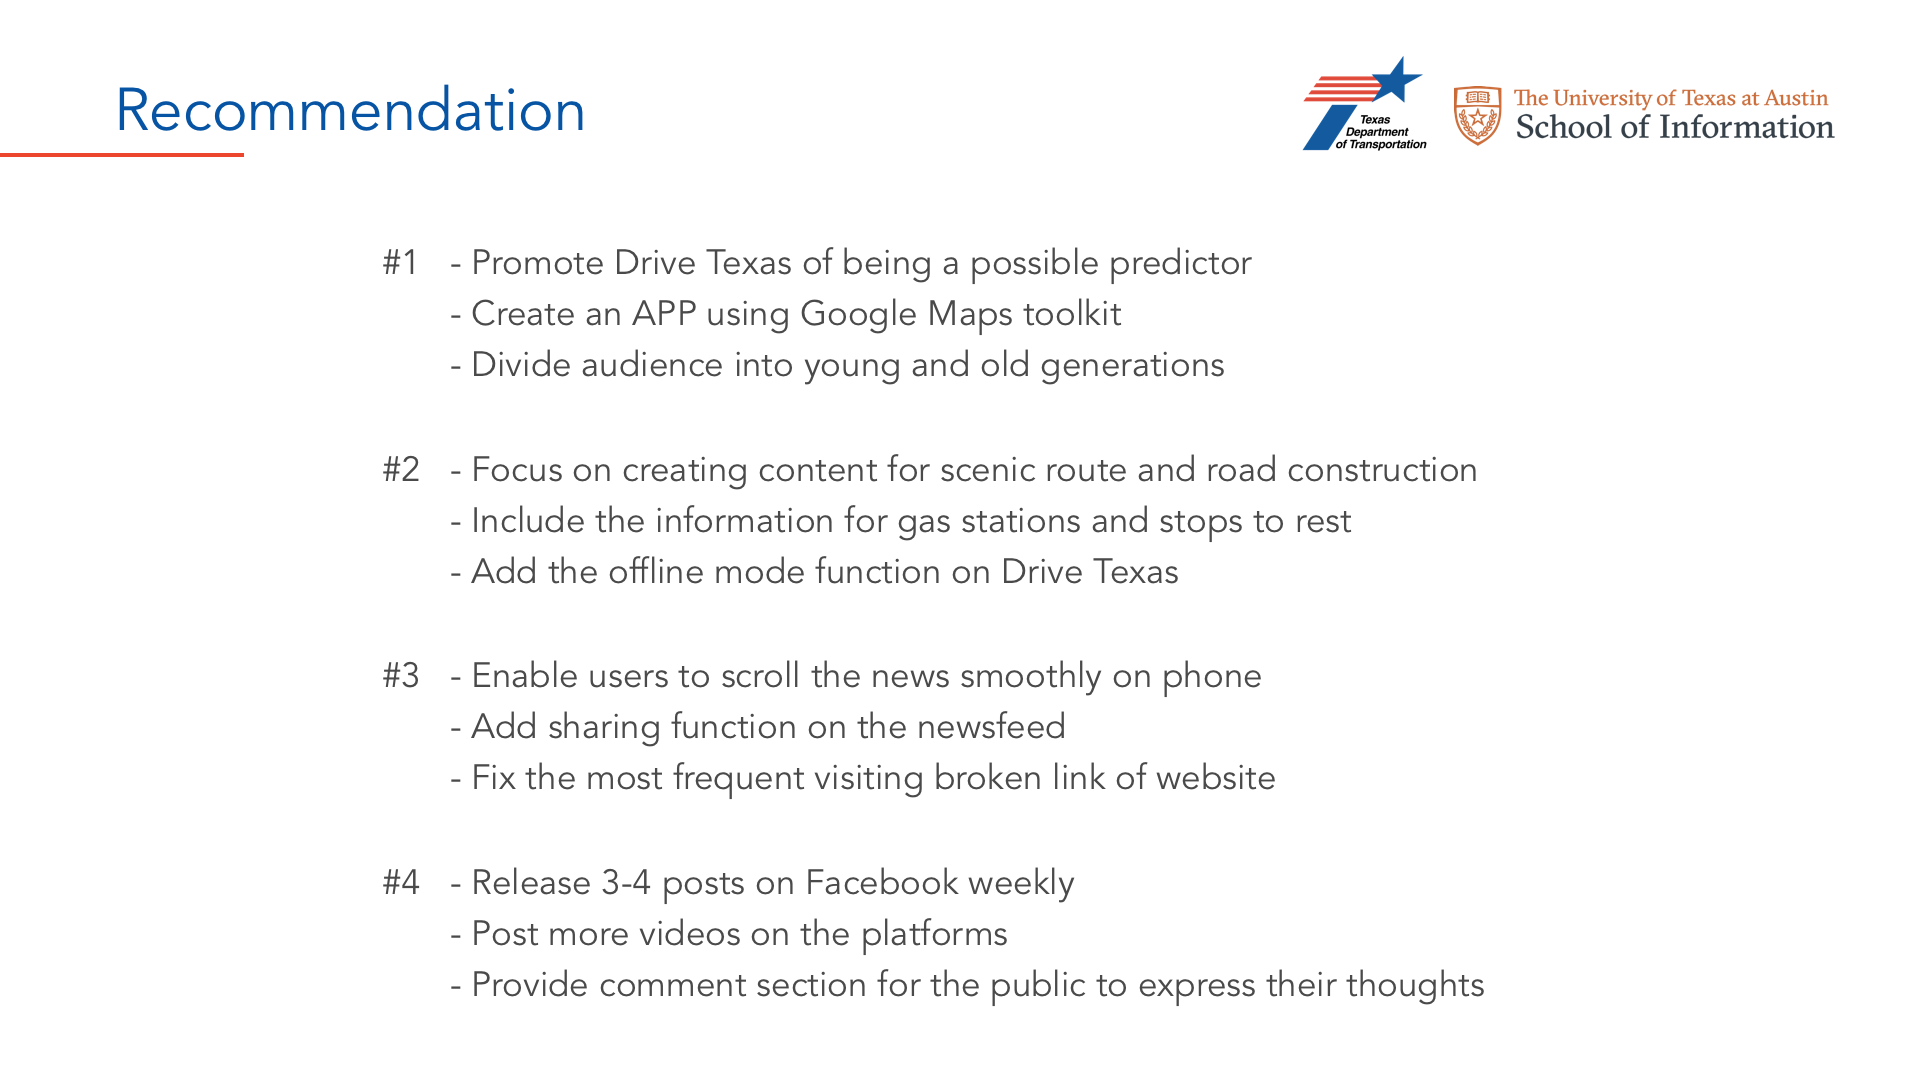 Recommendation
Texas
Department
of Transportation
The University of Texas at Austin
School of Information
#1 - Promote Drive Texas of being a possible predictor
- Create an APP using Google Maps toolkit
- Divide audience into young and old generations
#2 - Focus on creating content for scenic route and road construction
- Include the information for gas stations and stops to rest
- Add the offline mode function on Drive Texas
#3 - Enable users to scroll the news smoothly on phone
- Add sharing function on the newsfeed
- Fix the most frequent visiting broken link of website
#4 - Release 3-4 posts on Facebook weekly
- Post more videos on the platforms
- Provide comment section for the public to express their thoughts